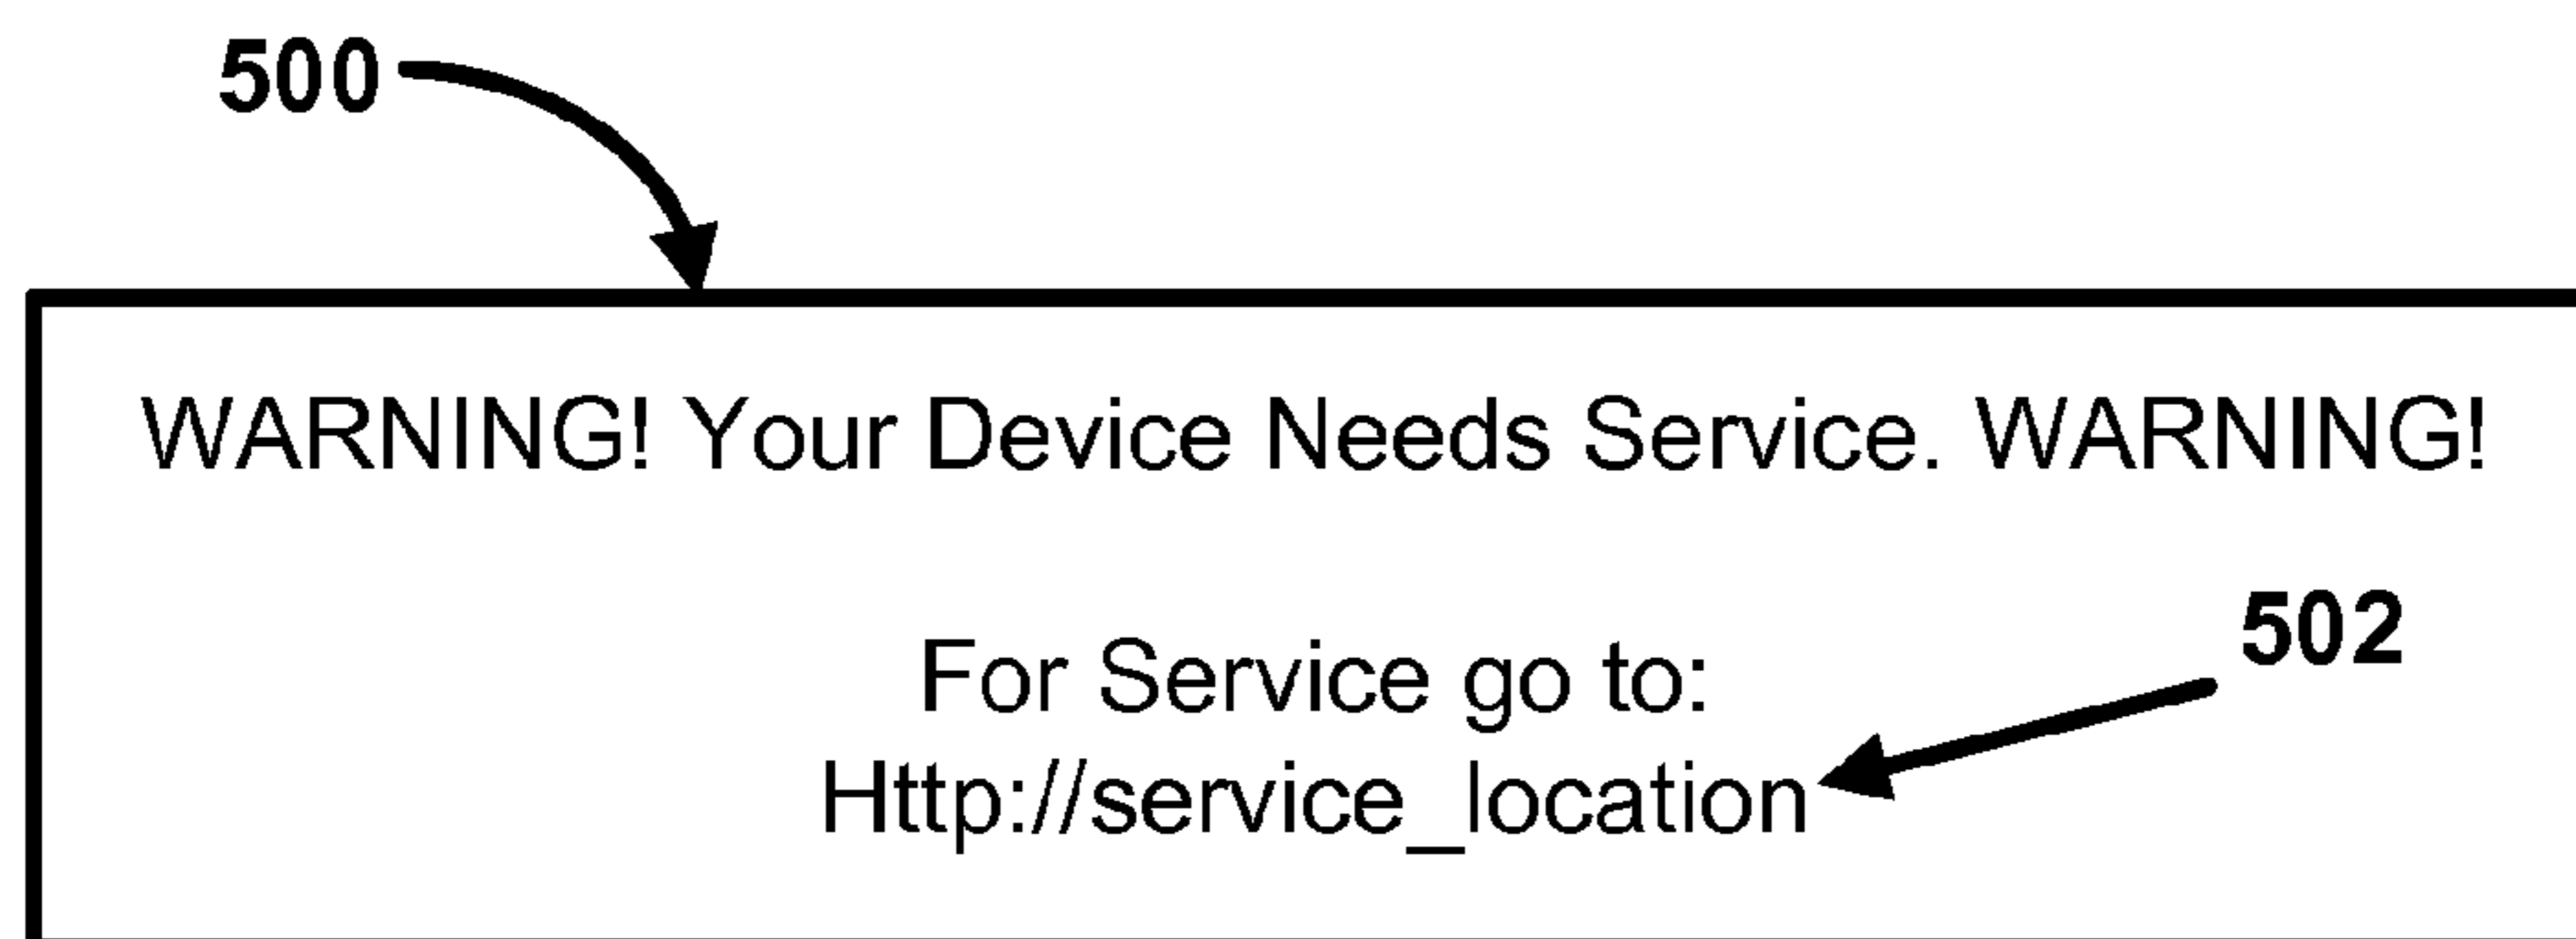 500
WARNING! Your Device Needs Service. WARNING!
502
For Service go to:
Http://service_location